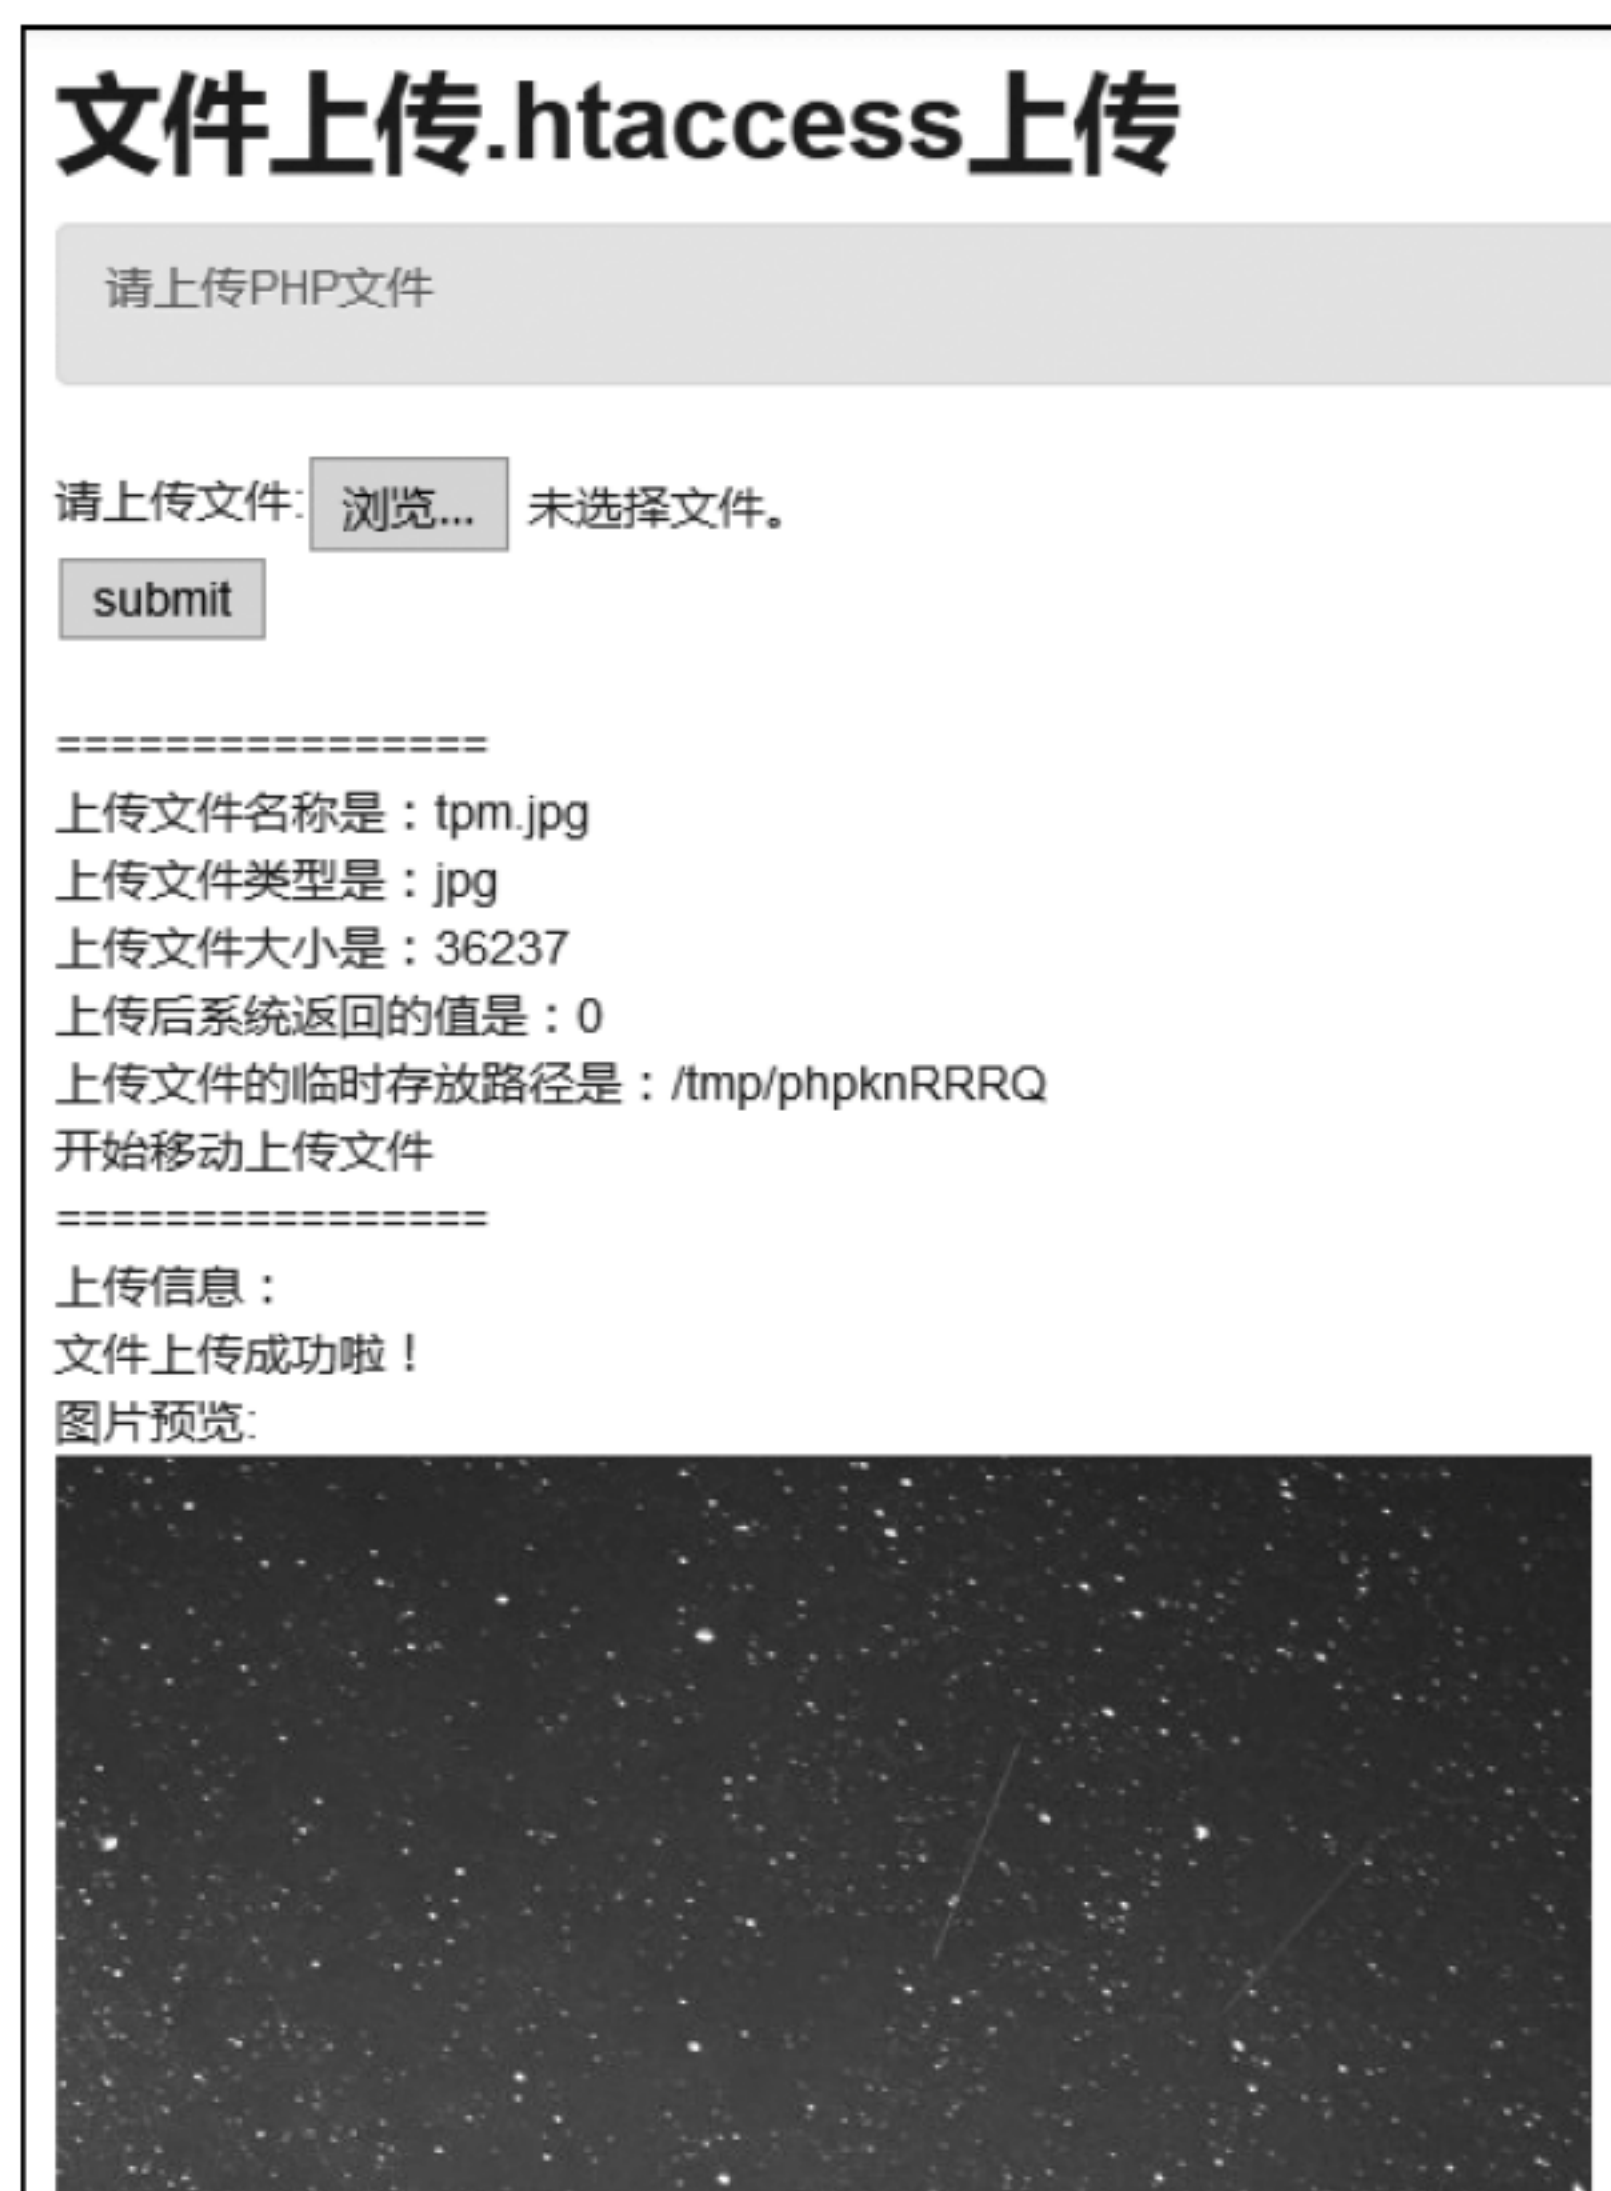 文件上传.htaccess上传
请上传PHP文件
请上传文件: 浏览... 未选择文件。
submit
================
上传文件名称是：tpm.jpg
上传文件类型是：jpg
上传文件大小是：36237
上传后系统返回的值是：0
上传文件的临时存放路径是：/tmp/phpknRRRQ
开始移动上传文件
================
上传信息：
文件上传成功啦！
图片预览: